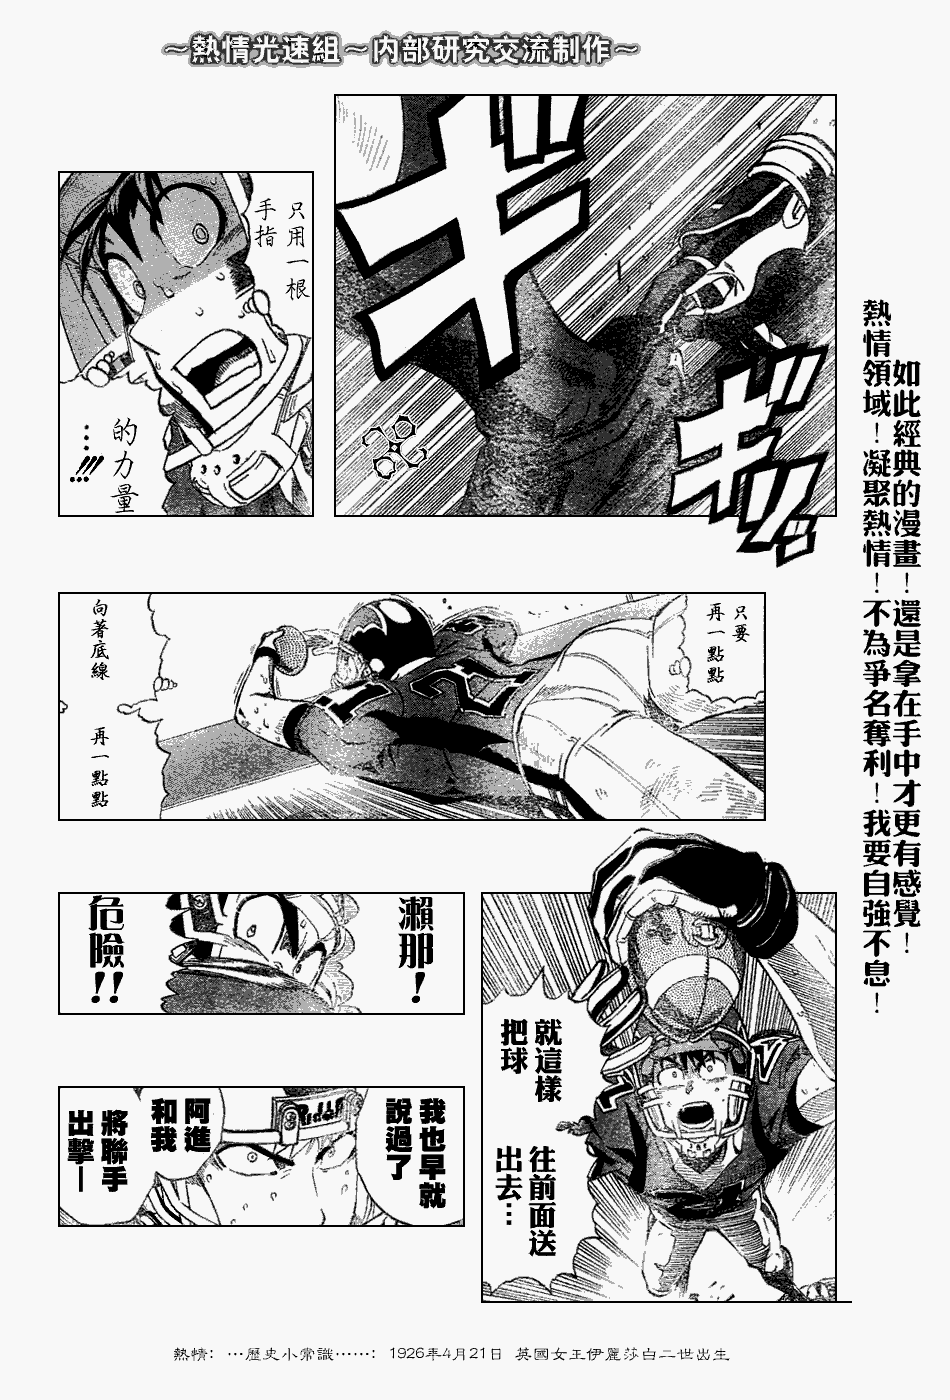 ～熱情光速組～內部研究交流制作～
ギギッ
只用一根
手指
的力量
…!!!
只要
再一點點
向著底線
再一點點
就這樣
把球
往前面送
出去…
瀨那！
危險!!
我也早就
說過了
阿進
和我
將聯手
出擊—
如此經典的漫畫！還是拿在手中才更有感覺！
熱情領域！凝聚熱情！不為爭名奪利！我要自強不息！
熱情：…歷史小常識……：1926年4月21日 英國女王伊麗莎白二世出生